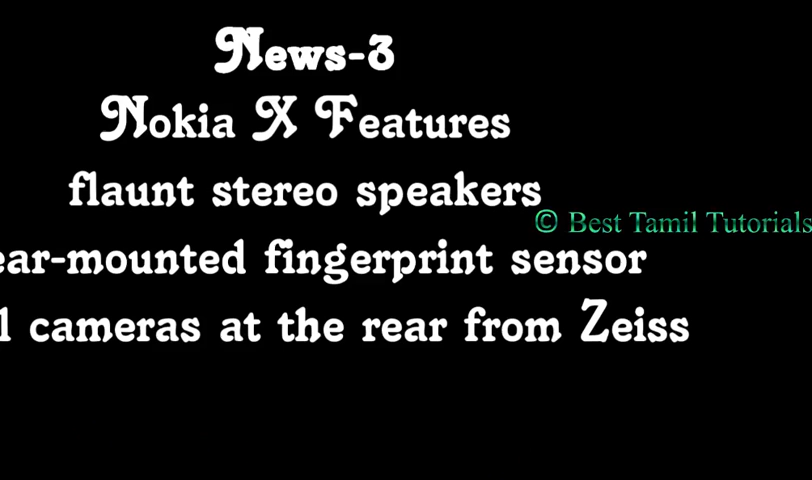 News-3
Nokia X Features
flaunt stereo speakers
© Best Tamil Tutorials
ear-mounted fingerprint sensor
l cameras at the rear from Zeiss